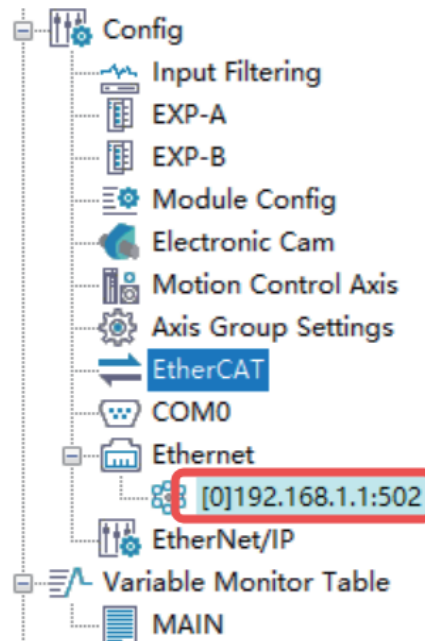 Config
Input Filtering
EXP-A
EXP-B
Module Config
Electronic Cam
Motion Control Axis
Axis Group Settings
EtherCAT
COM0
Ethernet
[0]192.168.1.1:502
EtherNet/IP
Variable Monitor Table
MAIN